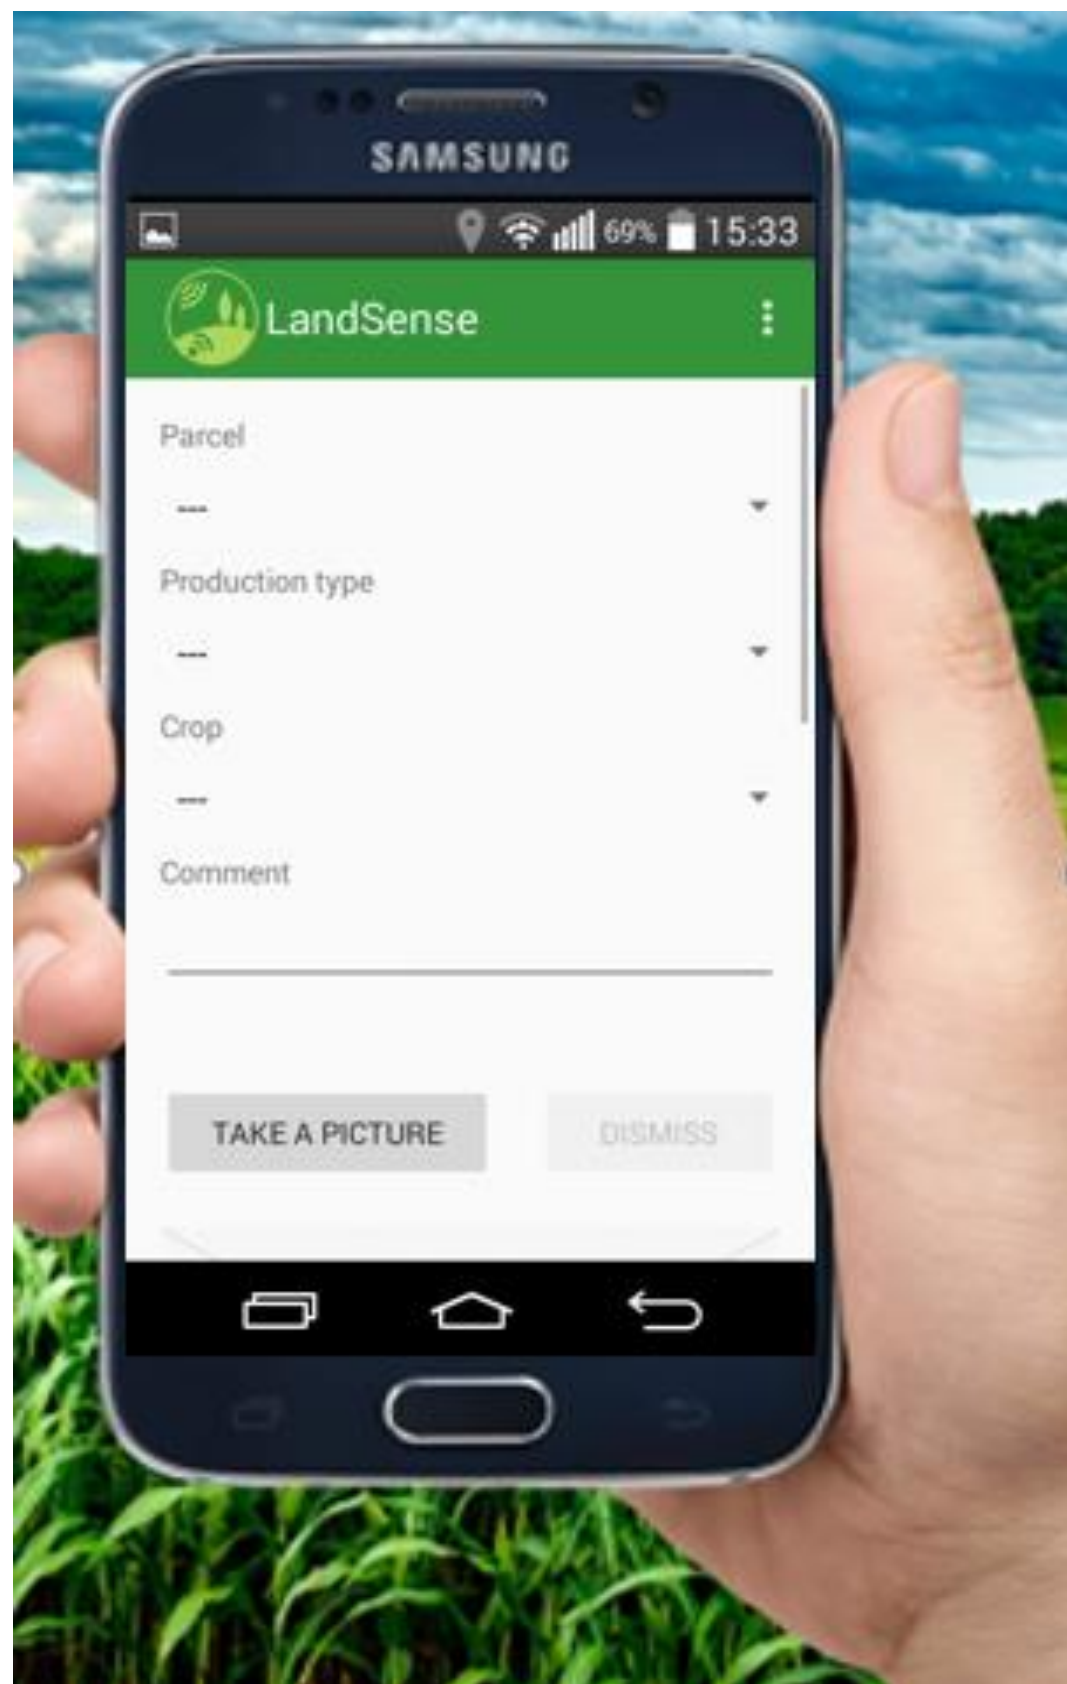 SAMSUNG
69% 15:33
LandSense
Parcel
---
Production type
---
Crop
---
Comment
TAKE A PICTURE
DISMISS